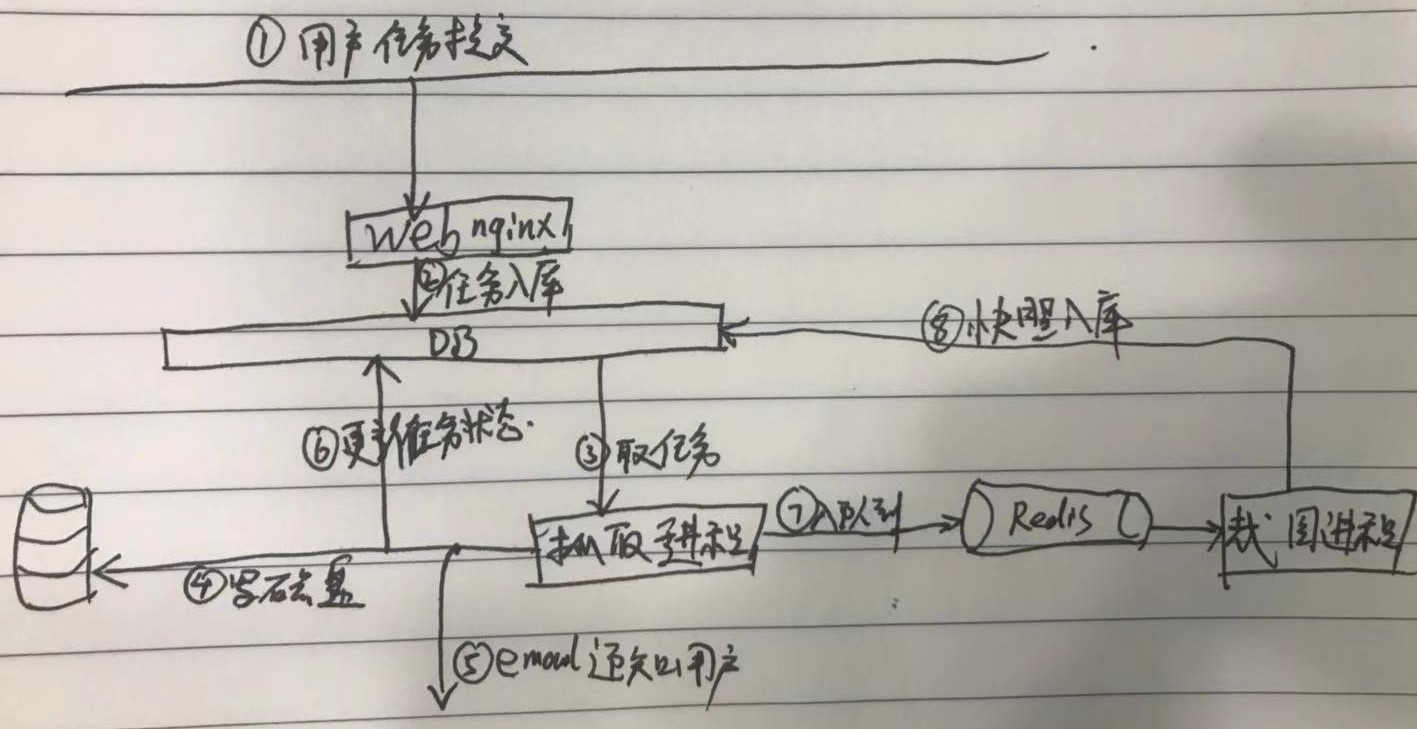 ①用户任务提交
Web nginx
②任务入库
DB
⑧快照入库
⑥更新任务状态.
③取任务
抓取进程
⑦入队列
Redis
截图进程
④写磁盘
⑤email通知用户